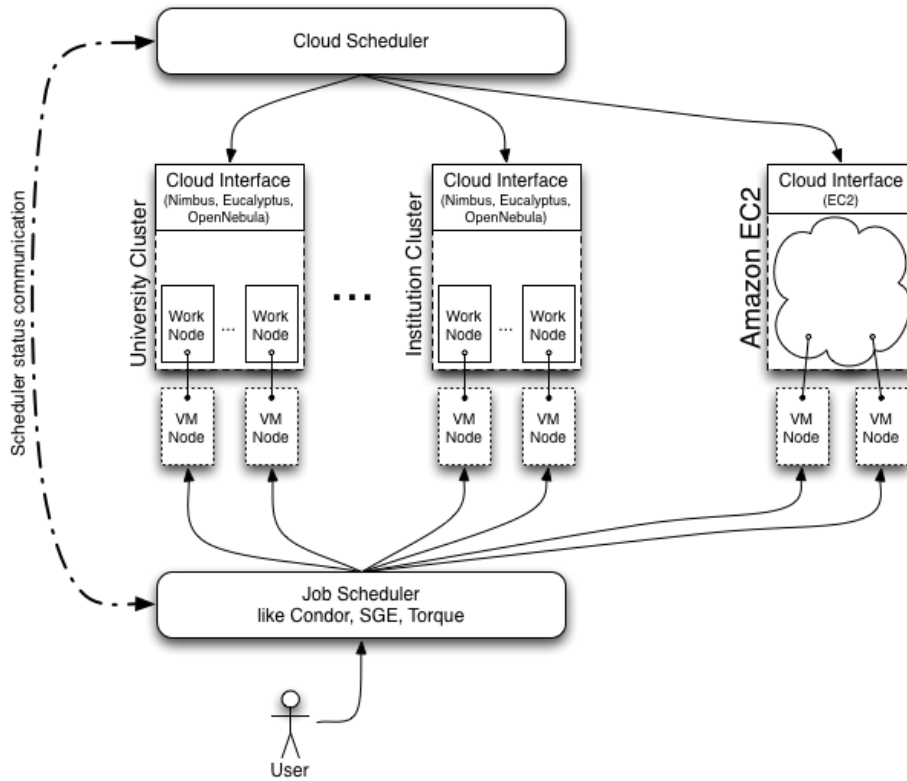 Cloud Scheduler
Scheduler status communication
University Cluster
Cloud Interface
(Nimbus, Eucalyptus,
OpenNebula)
Work
Node
...
Work
Node
VM
Node
VM
Node
...
Institution Cluster
Cloud Interface
(Nimbus, Eucalyptus,
OpenNebula)
Work
Node
...
Work
Node
VM
Node
VM
Node
Amazon EC2
Cloud Interface
(EC2)
VM
Node
VM
Node
Job Scheduler
like Condor, SGE, Torque
User